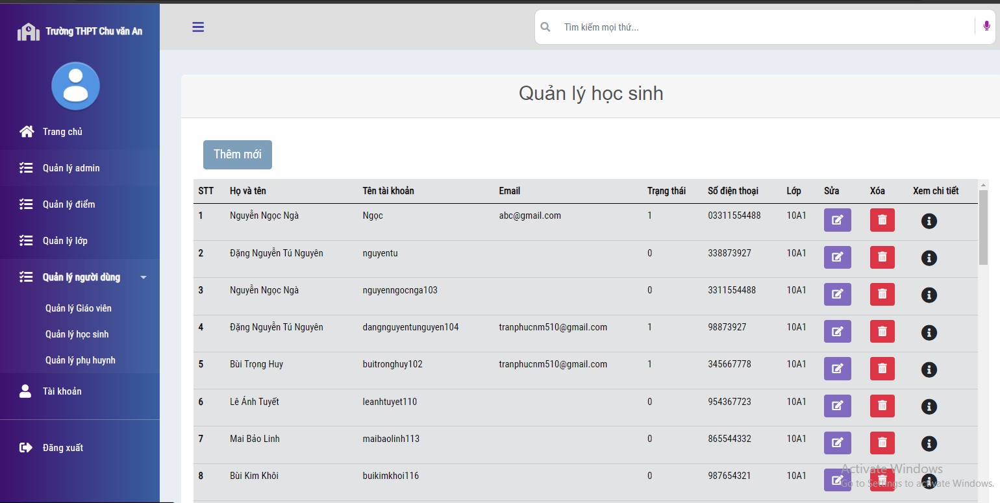 Trường THPT Chu văn An
Tìm kiếm mọi thứ...
Trang chủ
Quản lý admin
Quản lý điểm
Quản lý lớp
Quản lý người dùng
Quản lý Giáo viên
Quản lý học sinh
Quản lý phụ huynh
Tài khoản
Đăng xuất
Quản lý học sinh
Thêm mới
STT Họ và tên Tên tài khoản Email Trạng thái Số điện thoại Lớp Sửa Xóa Xem chi tiết
1 Nguyễn Ngọc Ngà Ngọc abc@gmail.com 1 03311554488 10A1
2 Đặng Nguyễn Tú Nguyên nguyentu 0 338873927 10A1
3 Nguyễn Ngọc Ngà nguyenngocnga103 0 3311554488 10A1
4 Đặng Nguyễn Tú Nguyên dangnguyentunguyen104 tranphucnm510@gmail.com 1 98873927 10A1
5 Bùi Trọng Huy buitronghuy102 tranphucnm510@gmail.com 1 345667778 10A1
6 Lê Ánh Tuyết leanhtuyet110 0 954367723 10A1
7 Mai Bảo Linh maibaolinh113 0 865544332 10A1
8 Bùi Kim Khôi buikimkhoi116 0 987654321 10A1
Activate Windows
Go to Settings to activate Windows.